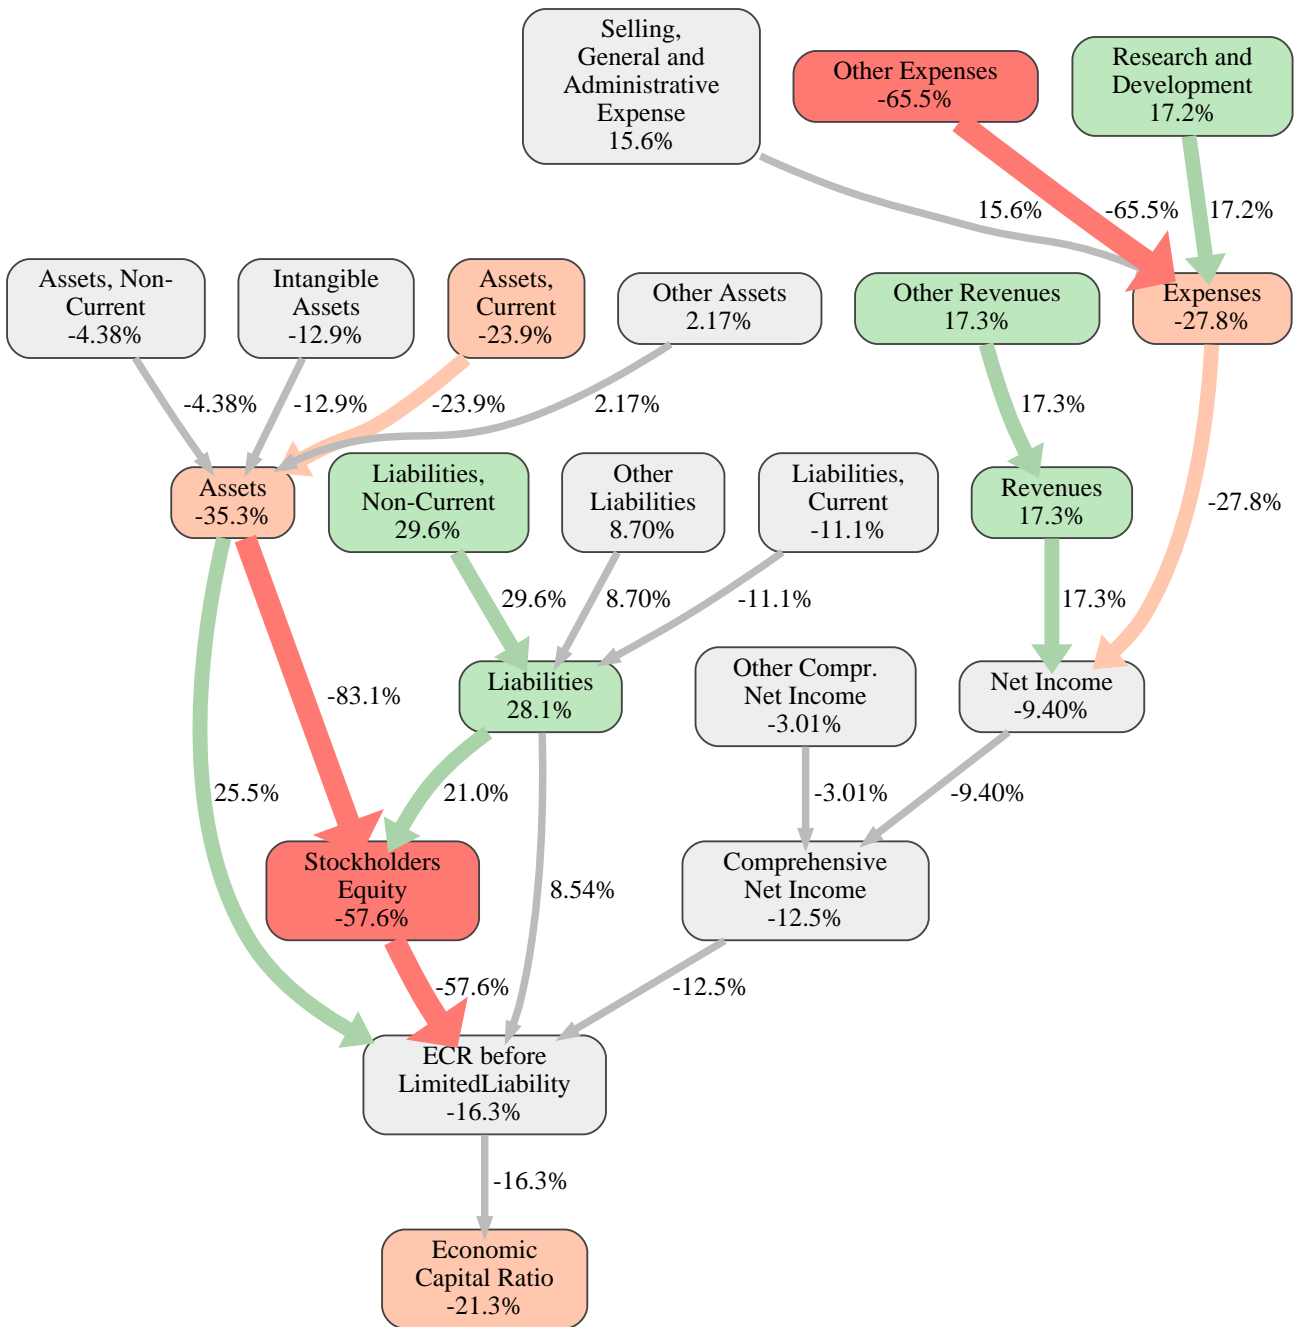 Selling,
General and
Administrative
Expense
15.6%
Other Expenses
-65.5%
Research and
Development
17.2%
15.6%
-65.5%
17.2%
Assets, Non-
Current
-4.38%
Intangible
Assets
-12.9%
Assets,
Current
-23.9%
Other Assets
2.17%
Other Revenues
17.3%
Expenses
-27.8%
-4.38%
-12.9%
-23.9%
2.17%
17.3%
-27.8%
Assets
-35.3%
Liabilities,
Non-Current
29.6%
Other
Liabilities
8.70%
Liabilities,
Current
-11.1%
Revenues
17.3%
29.6%
8.70%
-11.1%
17.3%
-83.1%
Liabilities
28.1%
Other Compr.
Net Income
-3.01%
Net Income
-9.40%
25.5%
21.0%
-3.01%
-9.40%
Stockholders
Equity
-57.6%
8.54%
Comprehensive
Net Income
-12.5%
-57.6%
-12.5%
ECR before
LimitedLiability
-16.3%
-16.3%
Economic
Capital Ratio
-21.3%